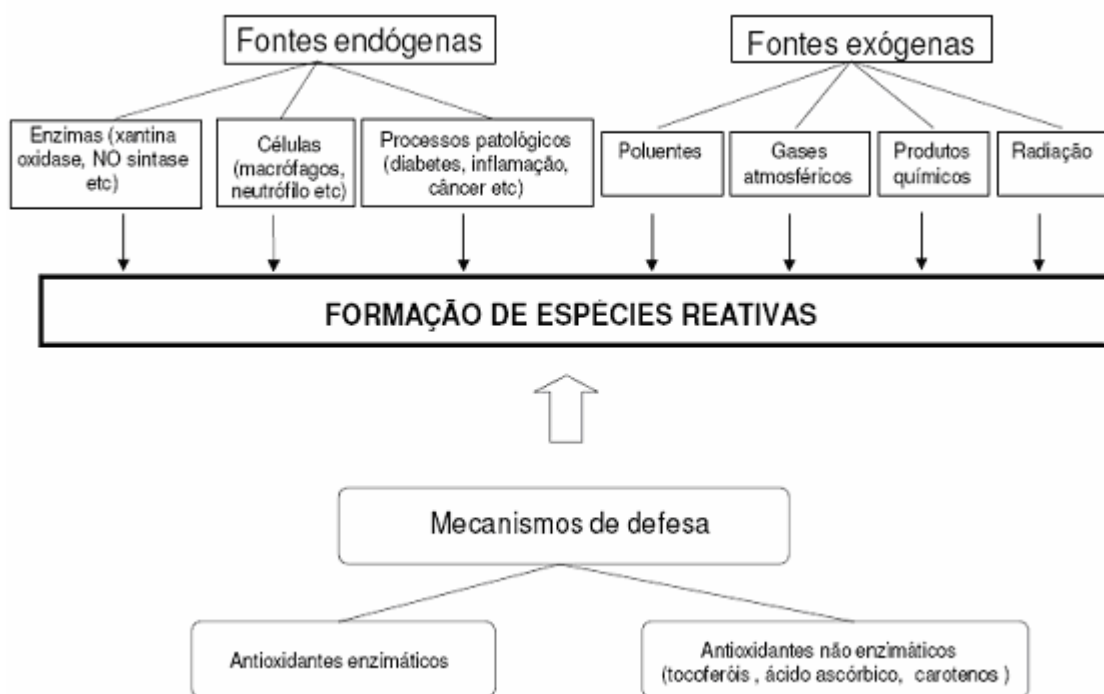 Fontes endógenas
Fontes exógenas
Enzimas (xantina
oxidase, NO sintase
etc)
Células
(macrófagos,
neutrófilo etc)
Processos patológicos
(diabetes, inflamação,
câncer etc)
Poluentes
Gases
atmosféricos
Produtos
químicos
Radiação
FORMAÇÃO DE ESPÉCIES REATIVAS
Mecanismos de defesa
Antioxidantes enzimáticos
Antioxidantes não enzimáticos
(tocoferóis , ácido ascórbico, carotenos )